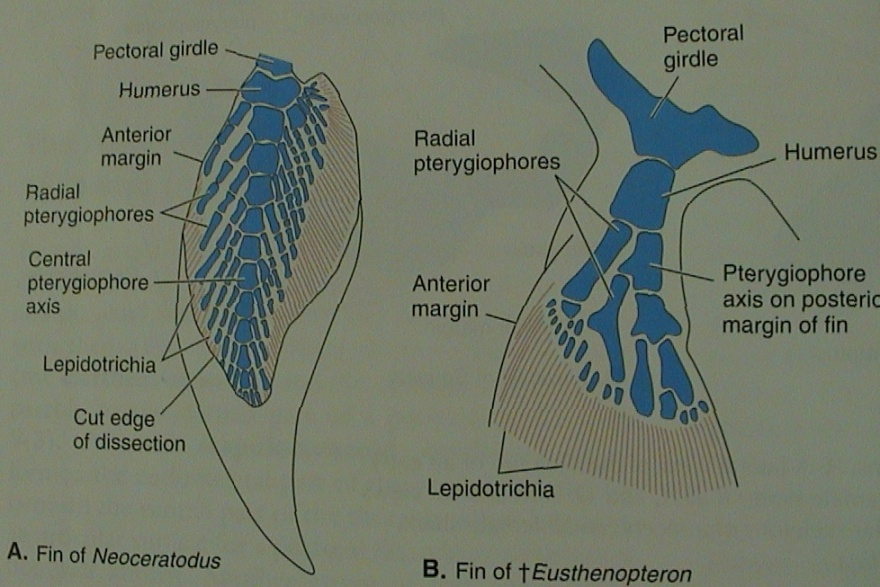 Pectoral girdle
Humerus
Anterior
margin
Radial
pterygiophores
Central
pterygiophore
axis
Lepidotrichia
Cut edge
of dissection
A. Fin of Neoceratodus
Pectoral
girdle
Radial
pterygiophores
Humerus
Anterior
margin
Pterygiophore
axis on posterio
margin of fin
Lepidotrichia
B. Fin of †Eusthenopteron